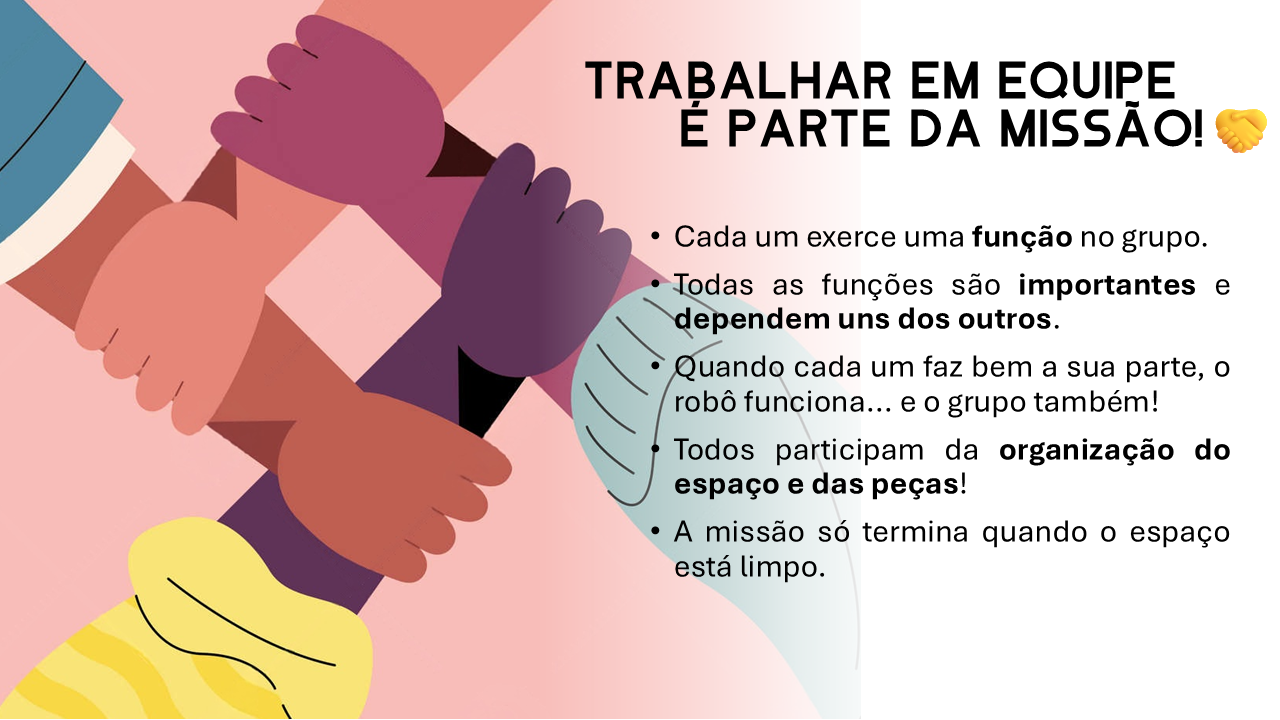 TRABALHAR EM EQUIPE
É PARTE DA MISSÃO! 🤝
• Cada um exerce uma função no grupo.
• Todas as funções são importantes e
dependem uns dos outros.
• Quando cada um faz bem a sua parte, o
robô funciona... e o grupo também!
• Todos participam da organização do
espaço e das peças!
• A missão só termina quando o espaço
está limpo.